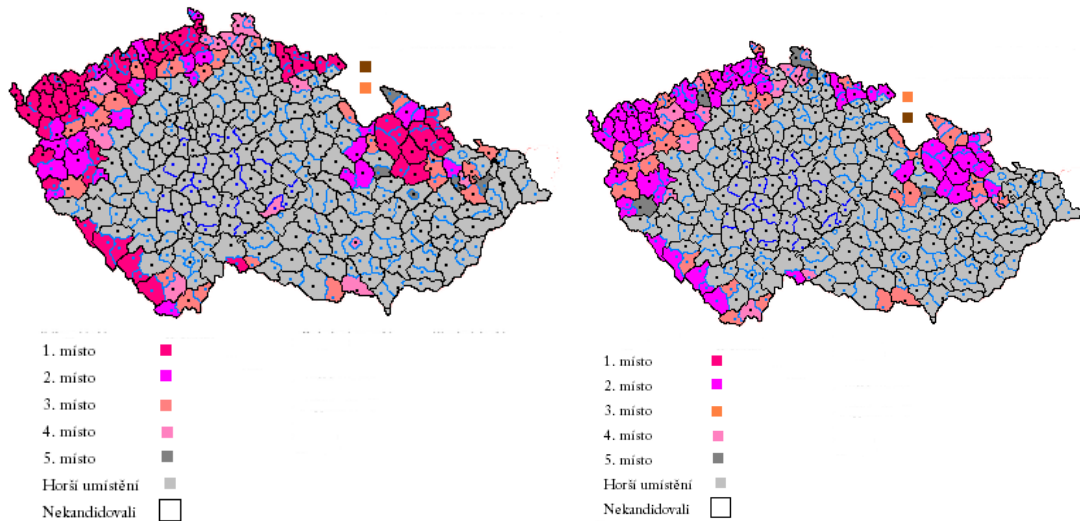 1. místo
2. místo
3. místo
4. místo
5. místo
Horší umístění
Nekandidovali
1. místo
2. místo
3. místo
4. místo
5. místo
Horší umístění
Nekandidovali